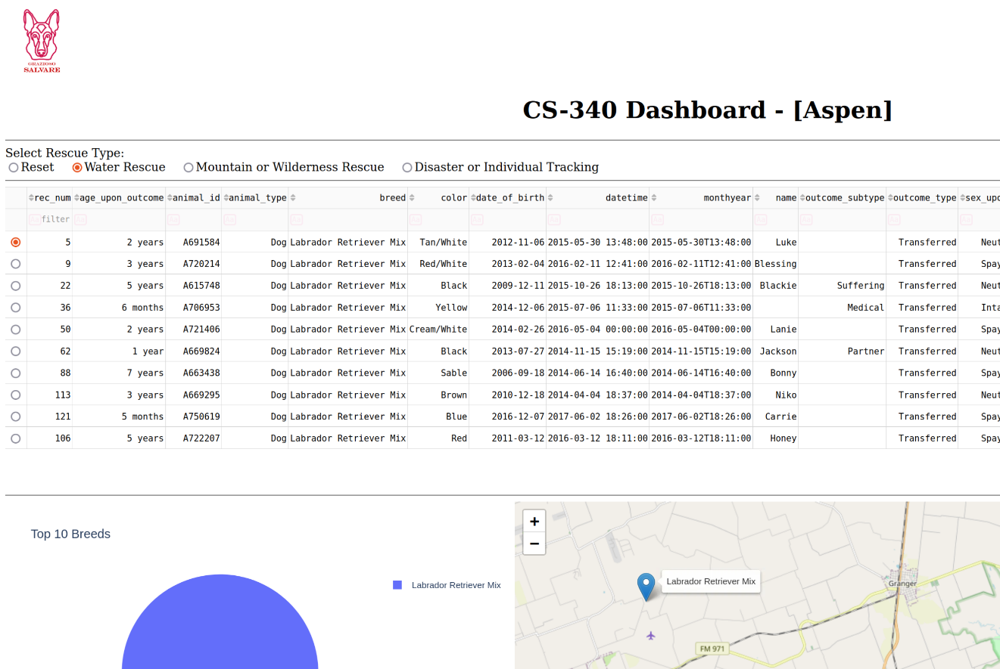 GRAZIOSO
SALVARE
CS-340 Dashboard - [Aspen]
Select Rescue Type:
Reset Water Rescue Mountain or Wilderness Rescue Disaster or Individual Tracking
rec_num age_upon_outcome animal_id animal_type breed color date_of_birth datetime monthyear name outcome_subtype outcome_type sex_upo
Aa filter Aa Aa Aa Aa Aa Aa Aa Aa Aa Aa Aa Aa
5 2 years A691584 Dog Labrador Retriever Mix Tan/White 2012-11-06 2015-05-30 13:48:00 2015-05-30T13:48:00 Luke Transferred Neut
9 3 years A720214 Dog Labrador Retriever Mix Red/White 2013-02-04 2016-02-11 12:41:00 2016-02-11T12:41:00 Blessing Transferred Spay
22 5 years A615748 Dog Labrador Retriever Mix Black 2009-12-11 2015-10-26 18:13:00 2015-10-26T18:13:00 Blackie Suffering Transferred Neut
36 6 months A706953 Dog Labrador Retriever Mix Yellow 2014-12-06 2015-07-06 11:33:00 2015-07-06T11:33:00 Medical Transferred Inta
50 2 years A721406 Dog Labrador Retriever Mix Cream/White 2014-02-26 2016-05-04 00:00:00 2016-05-04T00:00:00 Lanie Transferred Spay
62 1 year A669824 Dog Labrador Retriever Mix Black 2013-07-27 2014-11-15 15:19:00 2014-11-15T15:19:00 Jackson Partner Transferred Neut
88 7 years A663438 Dog Labrador Retriever Mix Sable 2006-09-18 2014-06-14 16:40:00 2014-06-14T16:40:00 Bonny Transferred Spay
113 3 years A669295 Dog Labrador Retriever Mix Brown 2010-12-18 2014-04-04 18:37:00 2014-04-04T18:37:00 Niko Transferred Neut
121 5 months A750619 Dog Labrador Retriever Mix Blue 2016-12-07 2017-06-02 18:26:00 2017-06-02T18:26:00 Carrie Transferred Spay
106 5 years A722207 Dog Labrador Retriever Mix Red 2011-03-12 2016-03-12 18:11:00 2016-03-12T18:11:00 Honey Transferred Spay
Top 10 Breeds
Labrador Retriever Mix
+
−
Labrador Retriever Mix
Granger
FM 971